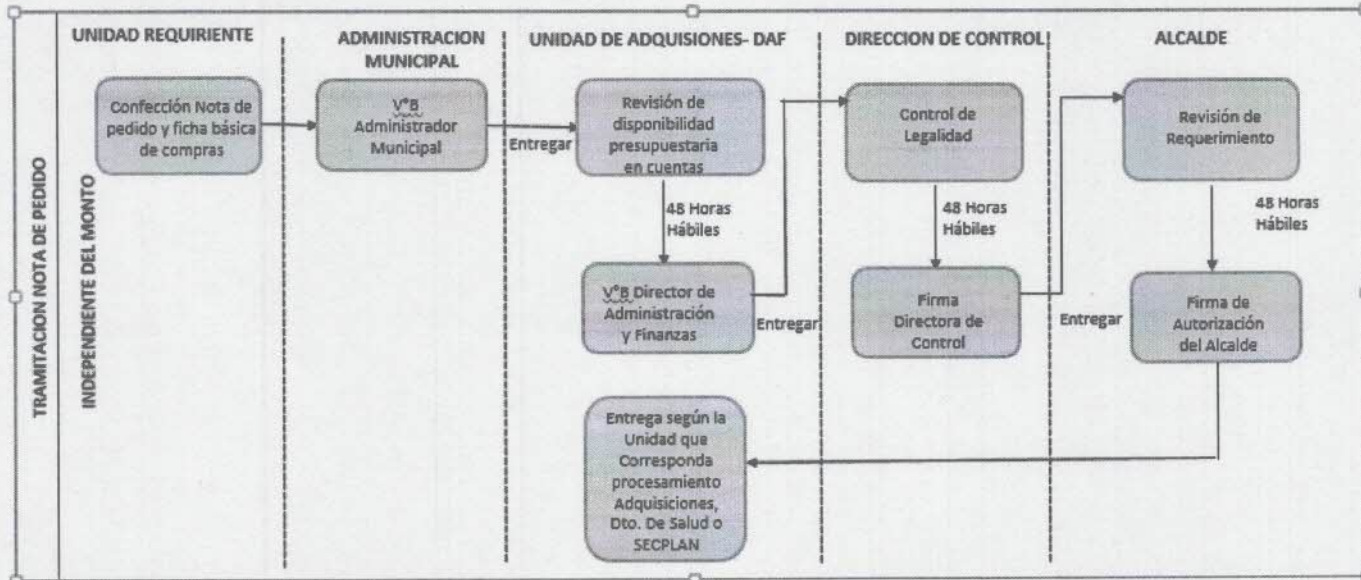 UNIDAD REQUIRIENTE
ADMINISTRACION
MUNICIPAL
UNIDAD DE ADQUISIONES- DAF
DIRECCION DE CONTROL
ALCALDE
TRAMITACION NOTA DE PEDIDO
INDEPENDIENTE DEL MONTO
Confección Nota de
pedido y ficha básica
de compras
V°B
Administrador
Municipal
Entregar
Revisión de
disponibilidad
presupuestaria
en cuentas
48 Horas
Hábiles
V°B Director de
Administración
y Finanzas
Entregar
Control de
Legalidad
48 Horas
Hábiles
Firma
Directora de
Control
Entregar
Revisión de
Requerimiento
48 Horas
Hábiles
Firma de
Autorización
del Alcalde
Entrega según la
Unidad que
Corresponda
procesamiento
Adquisiciones,
Dto. De Salud o
SECPLAN